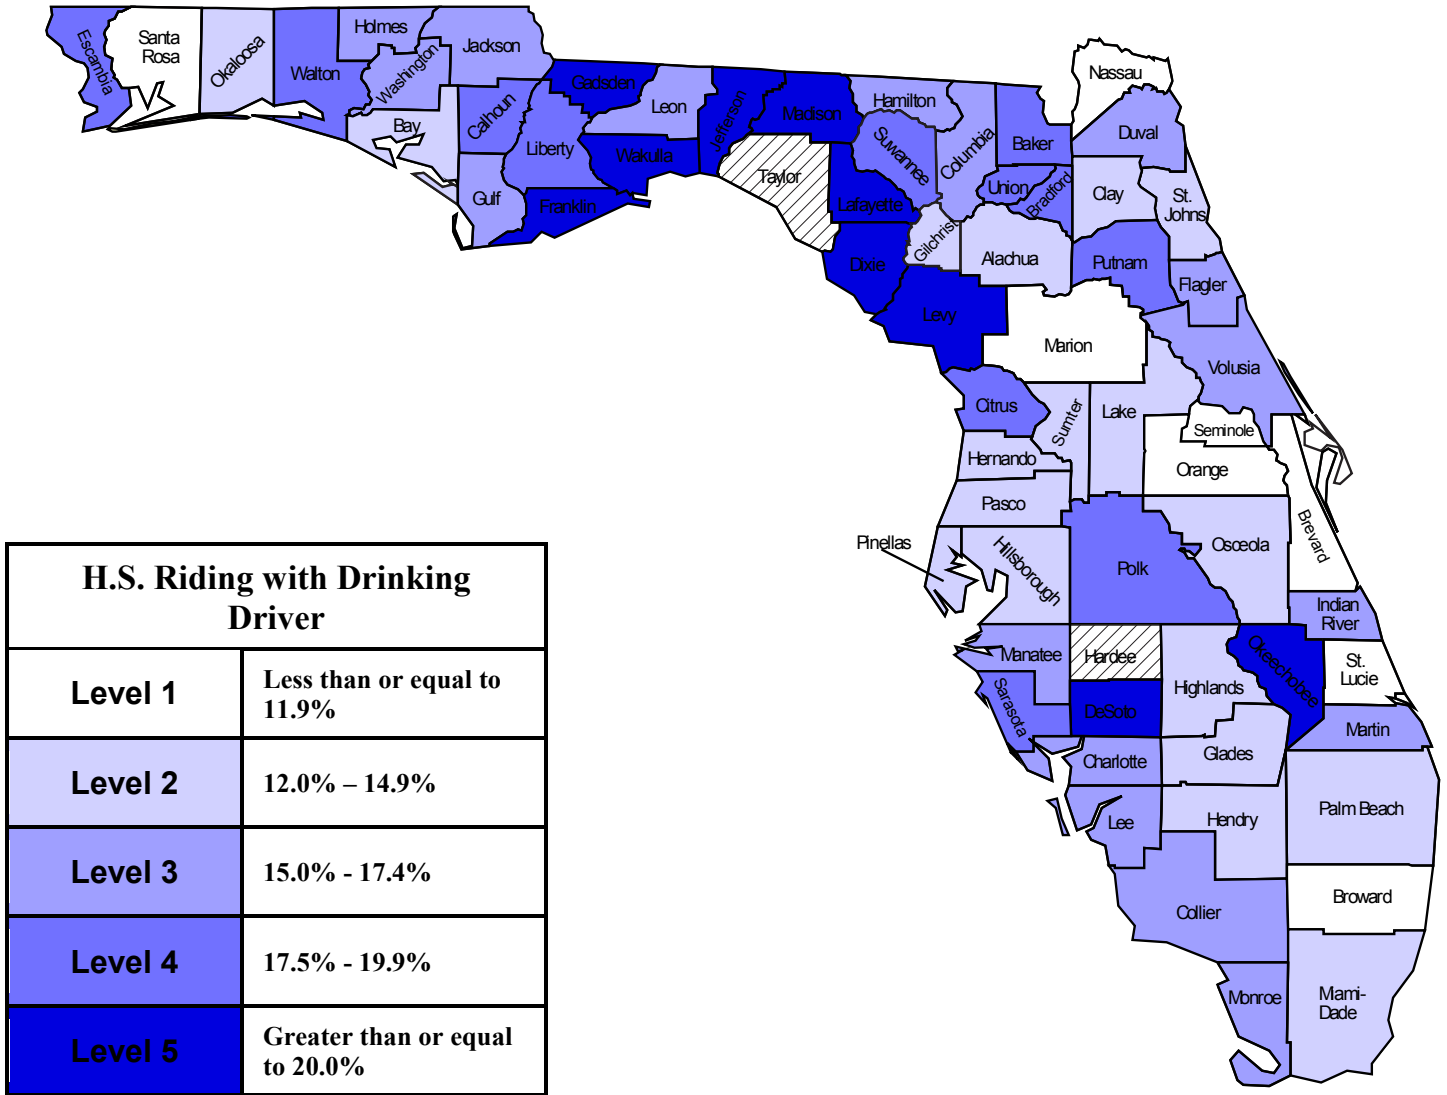 Escambia
Santa
Rosa
Okaloosa
Walton
Holmes
Washington
Jackson
Bay
Calhoun
Gulf
Liberty
Gadsden
Franklin
Leon
Wakulla
Jefferson
Madison
Taylor
Hamilton
Suwannee
Lafayette
Dixie
Columbia
Gilchrist
Levy
Baker
Union
Bradford
Alachua
Nassau
Duval
Clay
St.
Johns
Putnam
Flagler
Marion
Volusia
Citrus
Sumter
Lake
Seminole
Orange
Hernando
Pasco
Pinellas
Hillsborough
Polk
Osceola
Brevard
Indian
River
Manatee
Hardee
Highlands
Okeechobee
St.
Lucie
Sarasota
DeSoto
Glades
Martin
Charlotte
Lee
Hendry
Palm Beach
Collier
Broward
Monroe
Miami-
Dade
H.S. Riding with Drinking
Driver
Level 1
Less than or equal to
11.9%
Level 2
12.0% – 14.9%
Level 3
15.0% - 17.4%
Level 4
17.5% - 19.9%
Level 5
Greater than or equal
to 20.0%